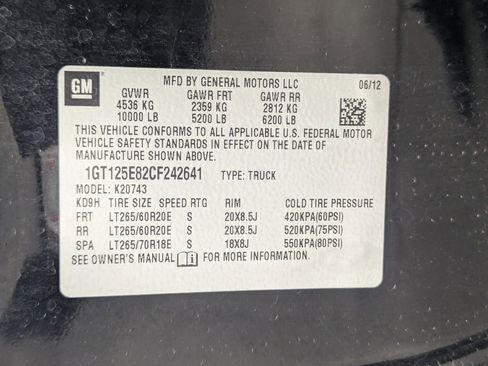 GM
MFD BY GENERAL MOTORS LLC 06/12
GVWR GAWR FRT GAWR RR
4536 KG 2359 KG 2812 KG
10000 LB 5200 LB 6200 LB
THIS VEHICLE CONFORMS TO ALL APPLICABLE U.S. FEDERAL MOTOR
VEHICLE SAFETY STANDARDS IN EFFECT ON THE DATE OF
MANUFACTURE SHOWN ABOVE.
1GT125E82CF242641 TYPE: TRUCK
MODEL: K20743
KD9H TIRE SIZE SPEED RTG RIM COLD TIRE PRESSURE
FRT LT265/60R20E S 20X8.5J 420KPA(60PSI)
RR LT265/60R20E S 20X8.5J 520KPA(75PSI)
SPA LT265/70R18E S 18X8J 550KPA(80PSI)
SEE OWNER'S MANUAL i FOR MORE INFORMATION.